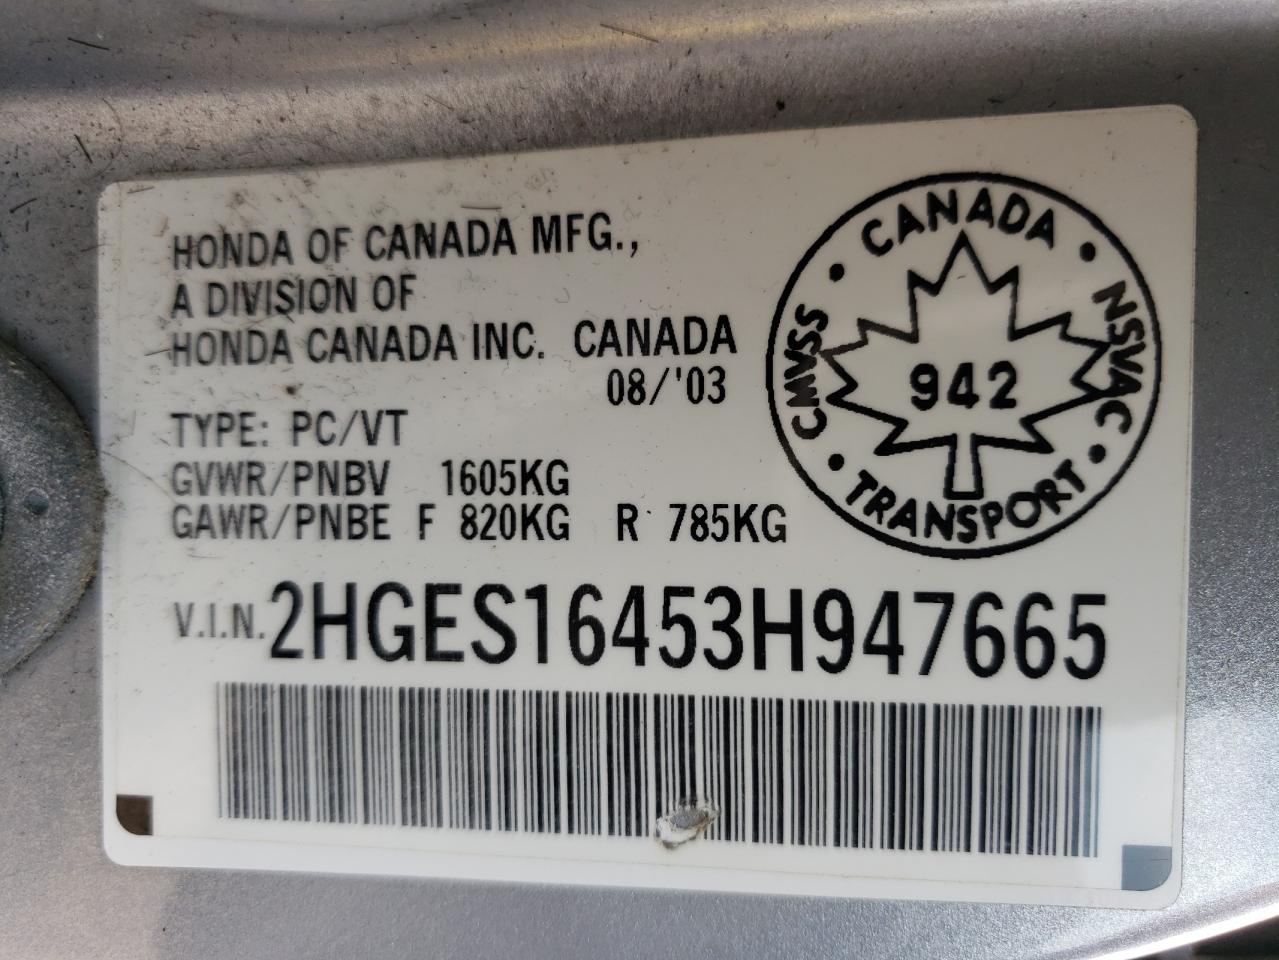 HONDA OF CANADA MFG.,
A DIVISION OF
HONDA CANADA INC. CANADA
08/'03
TYPE: PC/VT
GVWR/PNBV 1605KG
GAWR/PNBE F 820KG R 785KG
CANADA • NSVAC • TRANSPORT • CMVSS •
942
V.I.N. 2HGES16453H947665